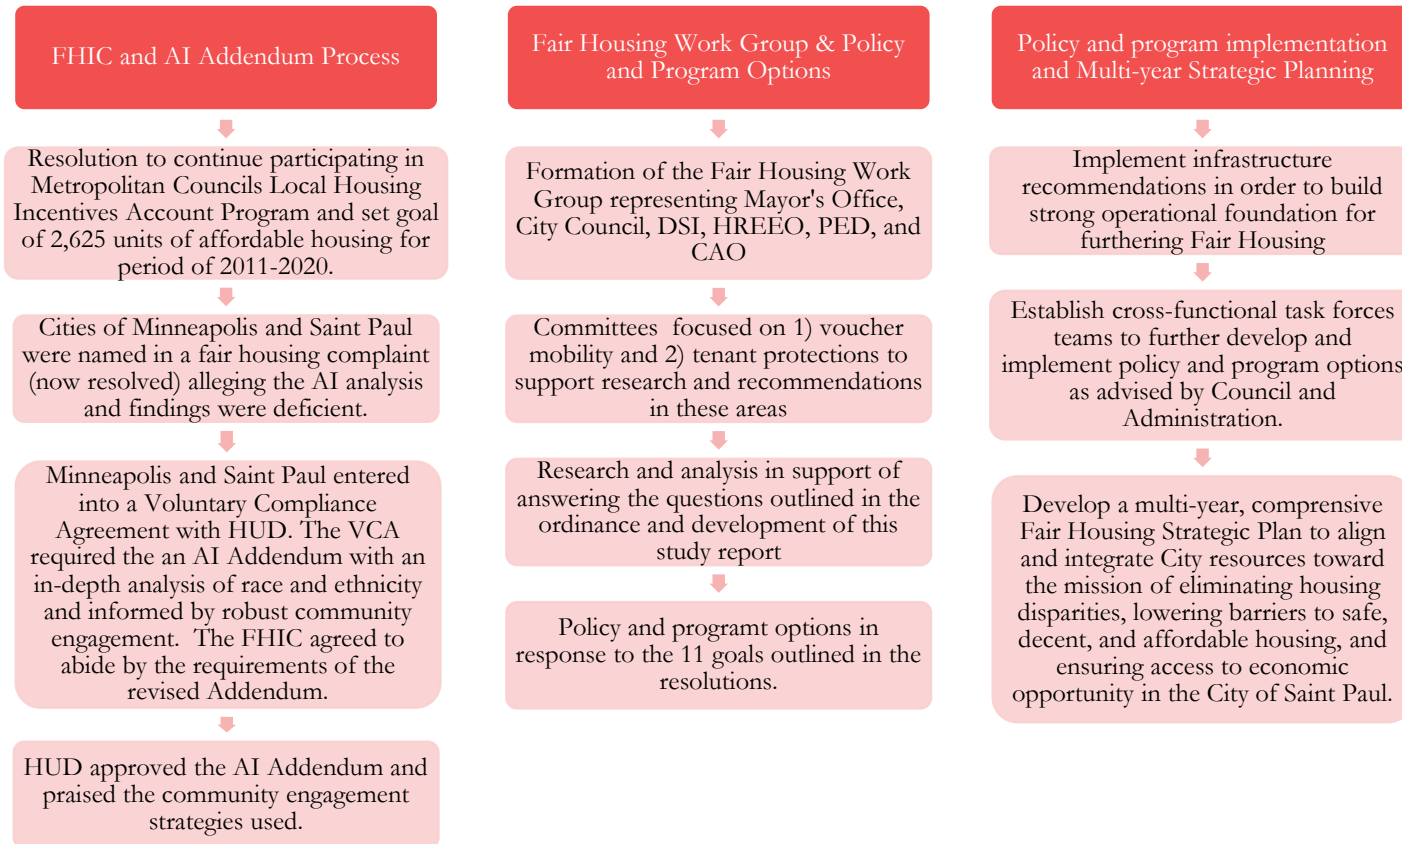 FHIC and AI Addendum Process
Resolution to continue participating in
Metropolitan Councils Local Housing
Incentives Account Program and set goal
of 2,625 units of affordable housing for
period of 2011-2020.
Cities of Minneapolis and Saint Paul
were named in a fair housing complaint
(now resolved) alleging the AI analysis
and findings were deficient.
Minneapolis and Saint Paul entered
into a Voluntary Compliance
Agreement with HUD. The VCA
required the an AI Addendum with an
in-depth analysis of race and ethnicity
and informed by robust community
engagement.  The FHIC agreed to
abide by the requirements of the
revised Addendum.
HUD approved the AI Addendum and
praised the community engagement
strategies used.
Fair Housing Work Group & Policy
and Program Options
Formation of the Fair Housing Work
Group representing Mayor's Office,
City Council, DSI, HREEO, PED, and
CAO
Committees  focused on 1) voucher
mobility and 2) tenant protections to
support research and recommendations
in these areas
Research and analysis in support of
answering the questions outlined in the
ordinance and development of this
study report
Policy and programt options in
response to the 11 goals outlined in the
resolutions.
Policy and program implementation
and Multi-year Strategic Planning
Implement infrastructure
recommendations in order to build
strong operational foundation for
furthering Fair Housing
Establish cross-functional task forces
teams to further develop and
implement policy and program options
as advised by Council and
Administration.
Develop a multi-year, comprensive
Fair Housing Strategic Plan to align
and integrate City resources toward
the mission of eliminating housing
disparities, lowering barriers to safe,
decent, and affordable housing, and
ensuring access to economic
opportunity in the City of Saint Paul.